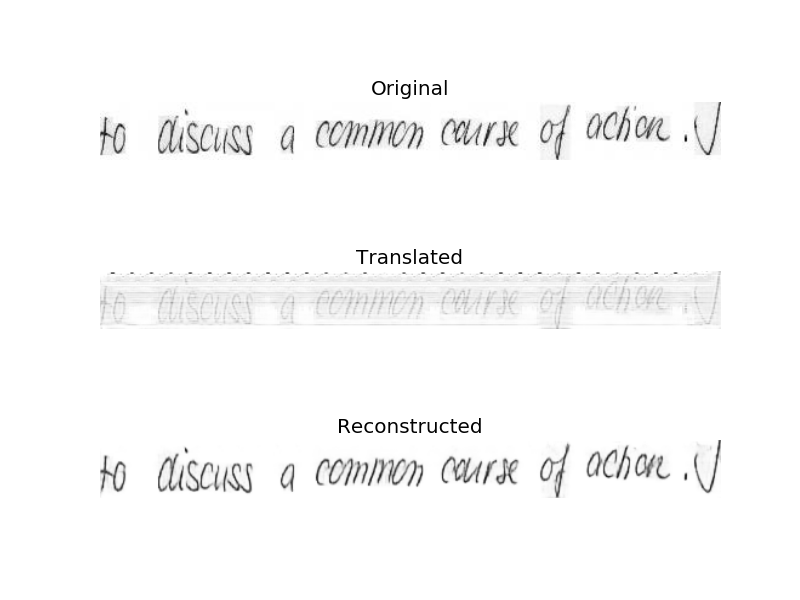 Original
to discuss a common course of action.
Translated
to discuss a common course of action.
Reconstructed
to discuss a common course of action.